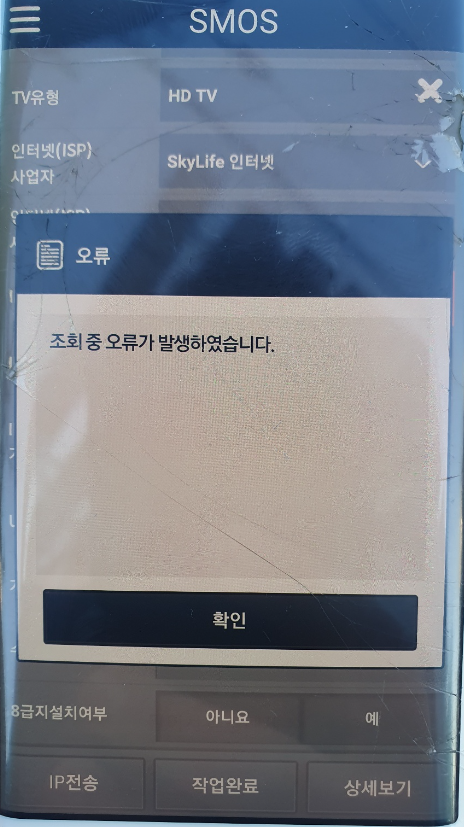 SMOS
TV유형
HD TV
인터넷(ISP)
사업자
SkyLife 인터넷
오류
조회 중 오류가 발생하였습니다.
확인
8급지설치여부
아니요
예
IP전송
작업완료
상세보기